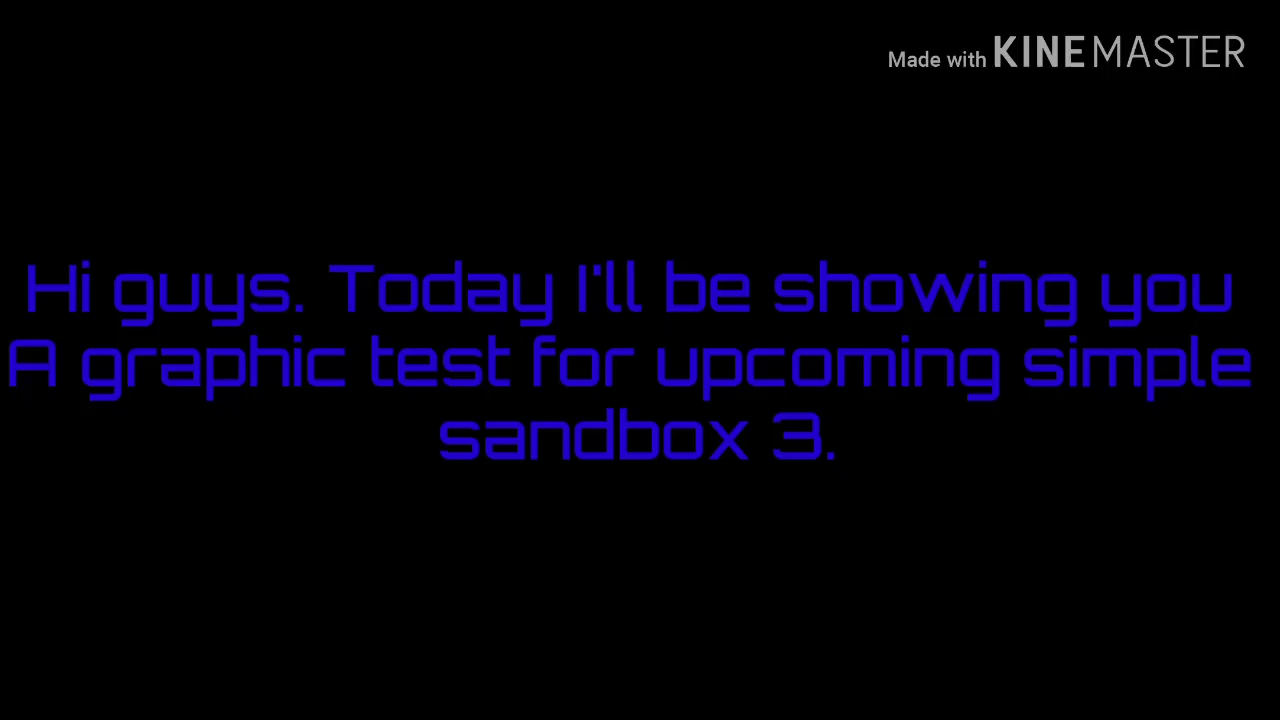 Made with KINEMASTER
Hi guys. Today I'll be showing you
A graphic test for upcoming simple
sandbox 3.